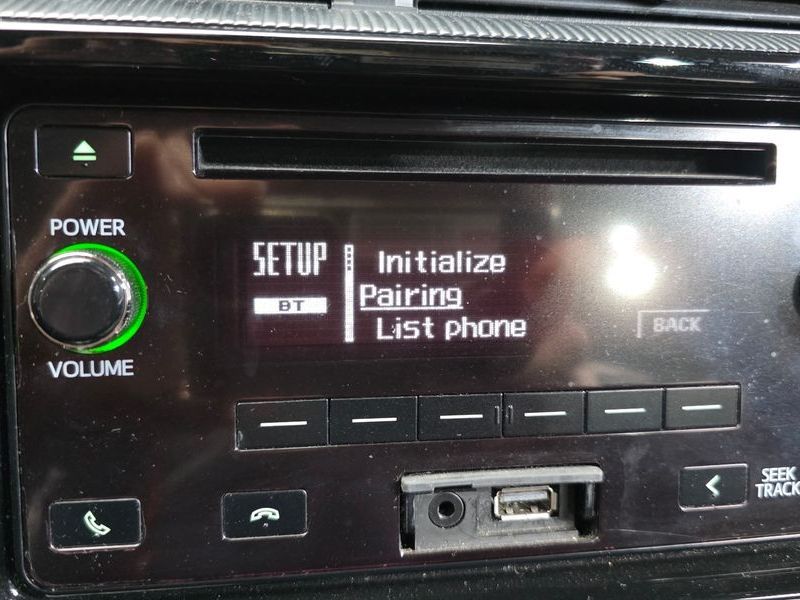 POWER
VOLUME
SETUP
BT
Initialize
Pairing
List phone
BACK
SEEK
TRACK